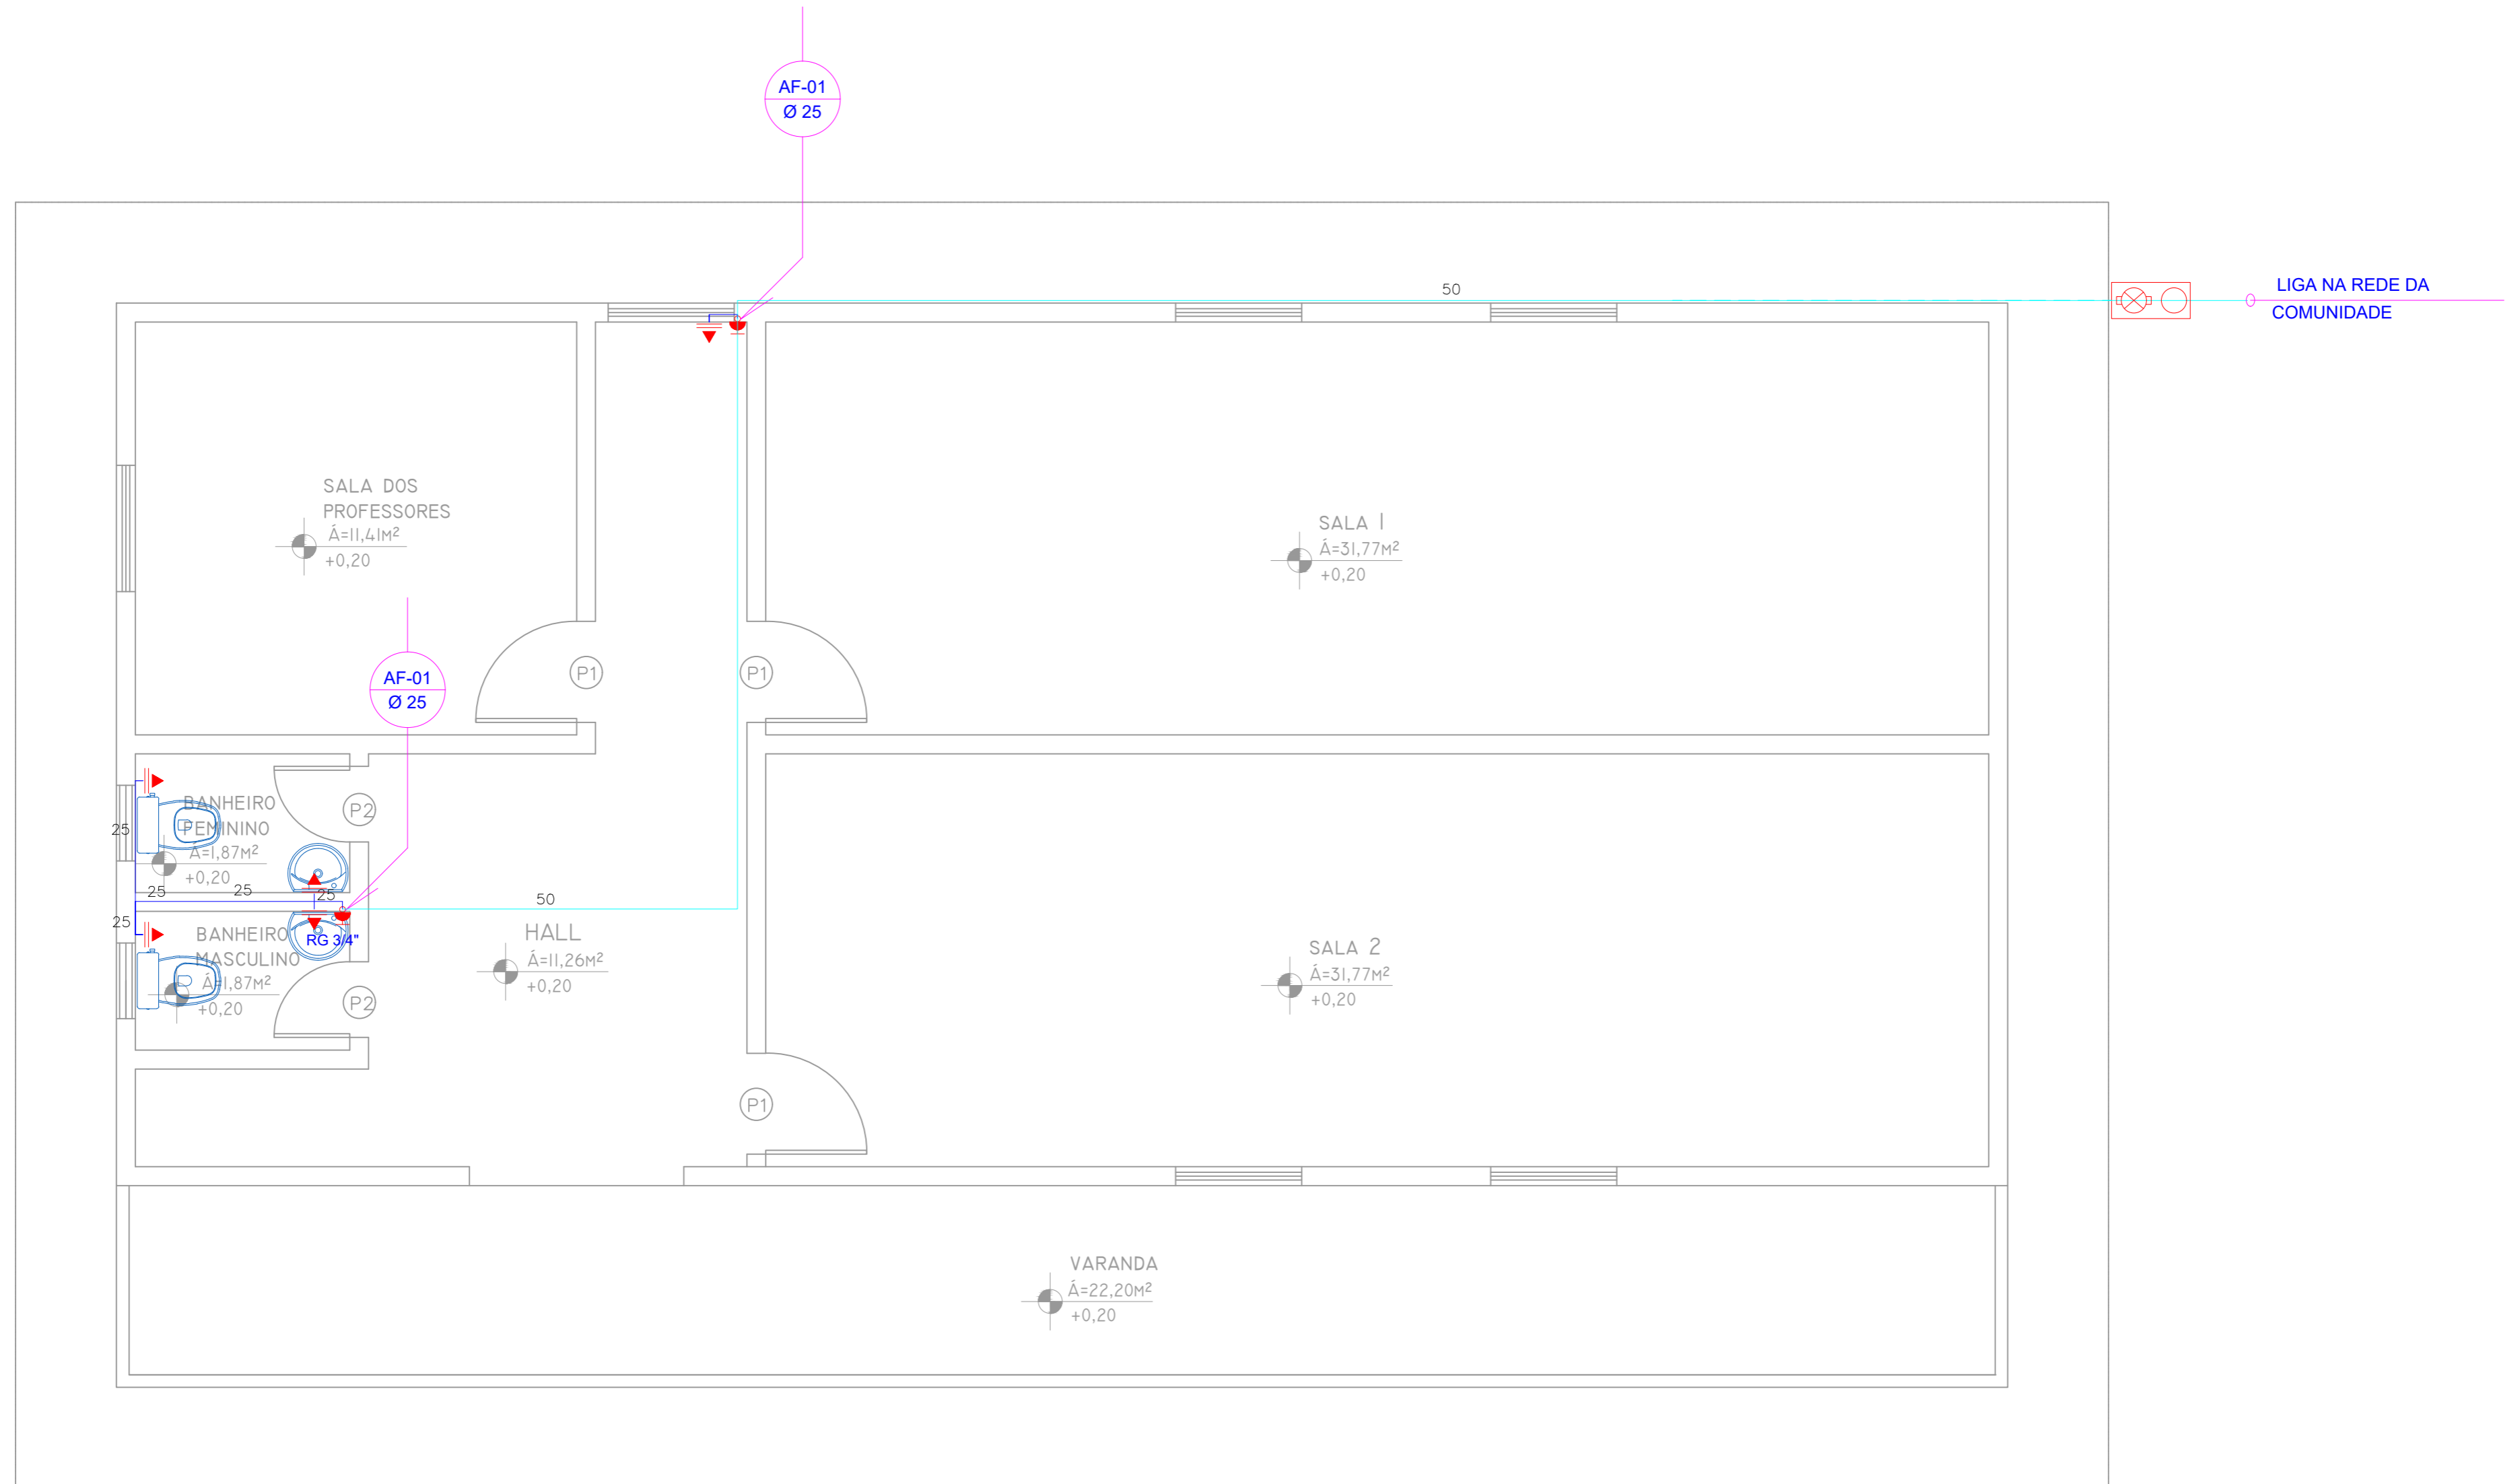 AF-01
Ø 25
LIGA NA REDE DA
COMUNIDADE
50
SALA DOS
PROFESSORES
Á=11,41M²
+0,20
SALA 1
Á=31,77M²
+0,20
P1
P1
AF-01
Ø 25
BANHEIRO
FEMININO
Á=1,87M²
+0,20
P2
25
25
25
25
25
50
RG 3/4"
BANHEIRO
MASCULINO
Á=1,87M²
+0,20
P2
HALL
Á=11,26M²
+0,20
SALA 2
Á=31,77M²
+0,20
P1
VARANDA
Á=22,20M²
+0,20